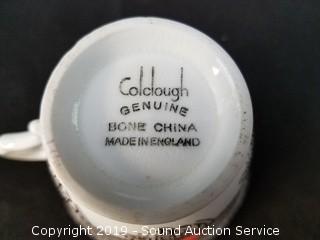 Colclough
GENUINE
BONE CHINA
MADE IN ENGLAND
Copyright 2019 - Sound Auction Service